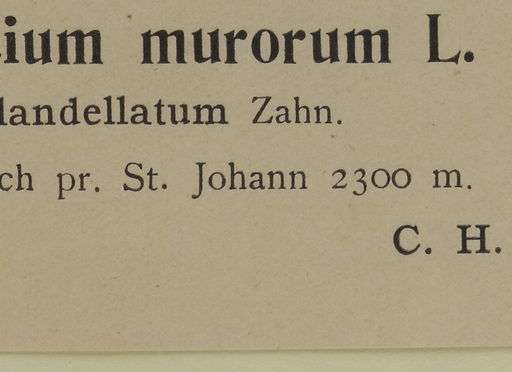 ium murorum L.
landellatum Zahn.
ch pr. St. Johann 2300 m.
C. H.